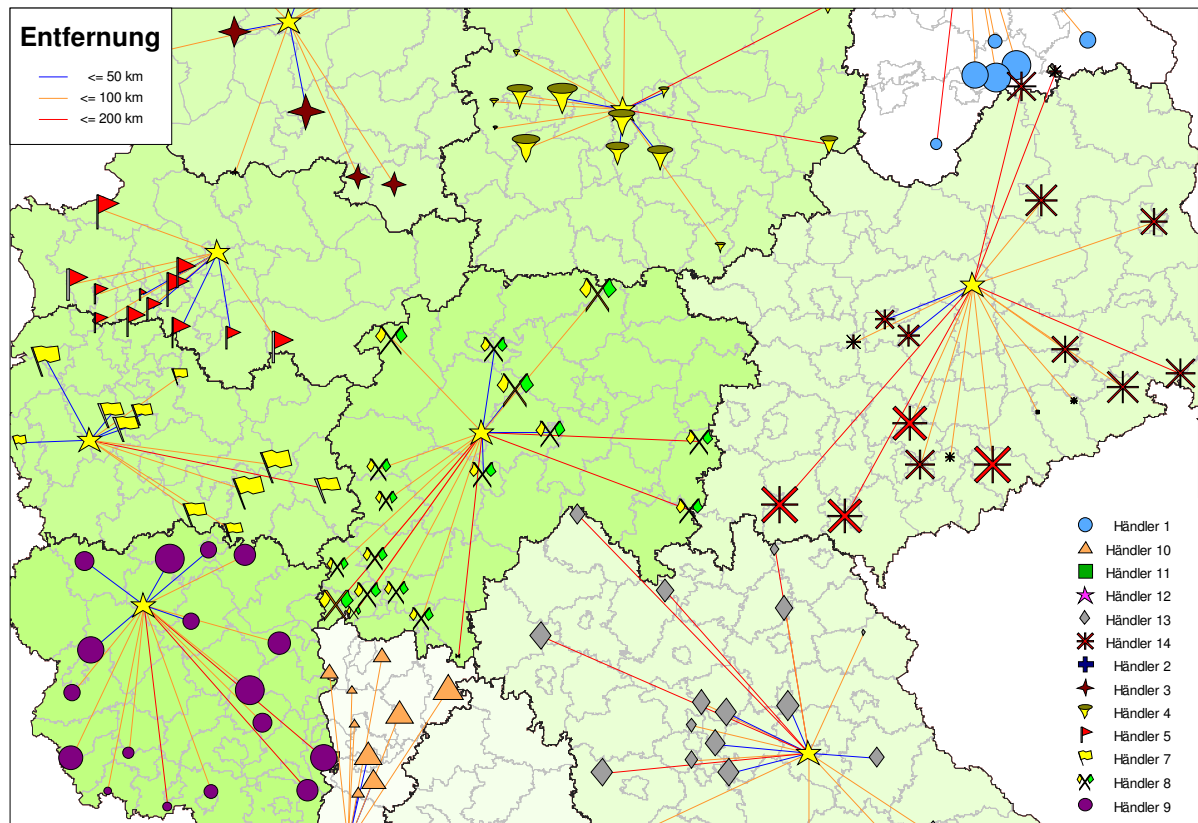 Entfernung
<= 50 km
<= 100 km
<= 200 km
Händler 1
Händler 10
Händler 11
Händler 12
Händler 13
Händler 14
Händler 2
Händler 3
Händler 4
Händler 5
Händler 7
Händler 8
Händler 9